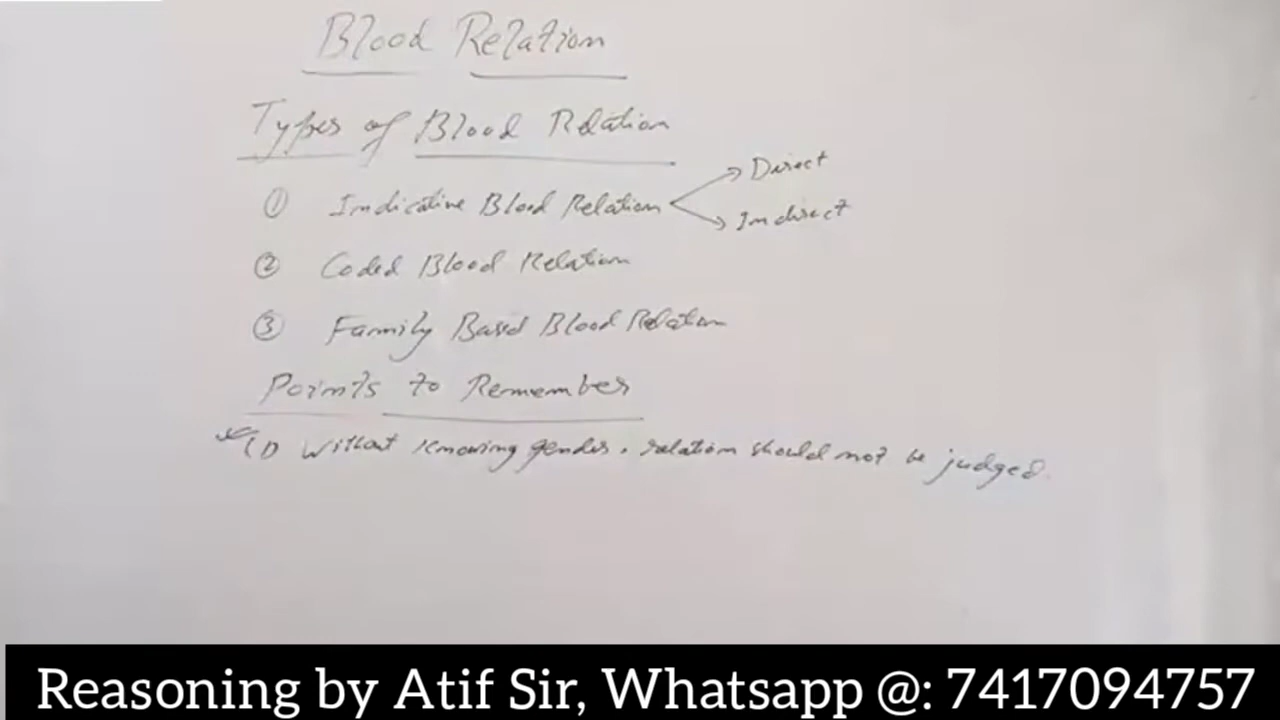 Blood Relation
Types of Blood Relation
① Indicative Blood Relation → Direct
→ Indirect
② Coded Blood Relation
③ Family Based Blood Relation
Points to Remember
(1) Without knowing gender, relation should not be judged.
Reasoning by Atif Sir, Whatsapp @: 7417094757